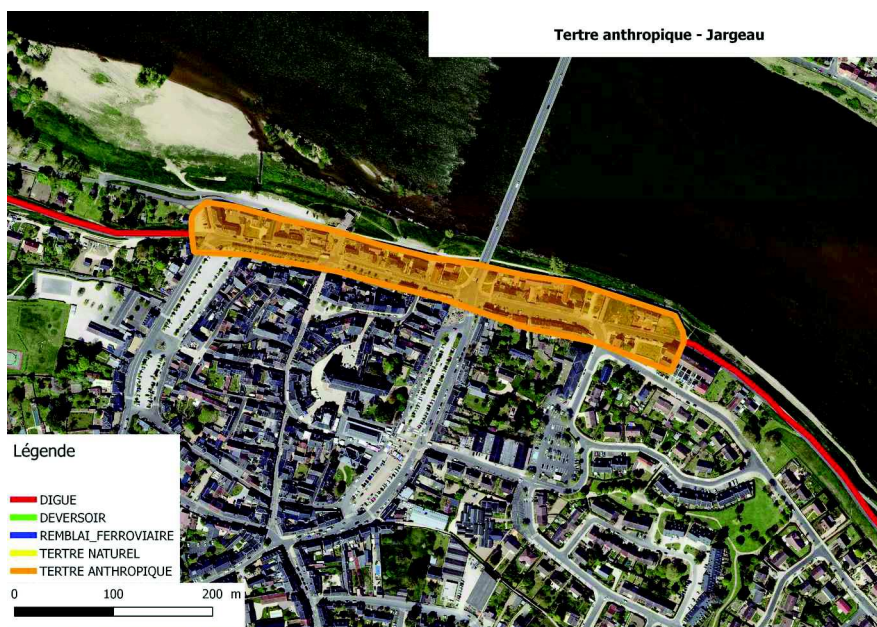 Tertre anthropique - Jargeau
Légende
DIGUE
DEVERSOIR
REMBLAI_FERROVIAIRE
TERTRE NATUREL
TERTRE ANTHROPIQUE
0 100 200 m